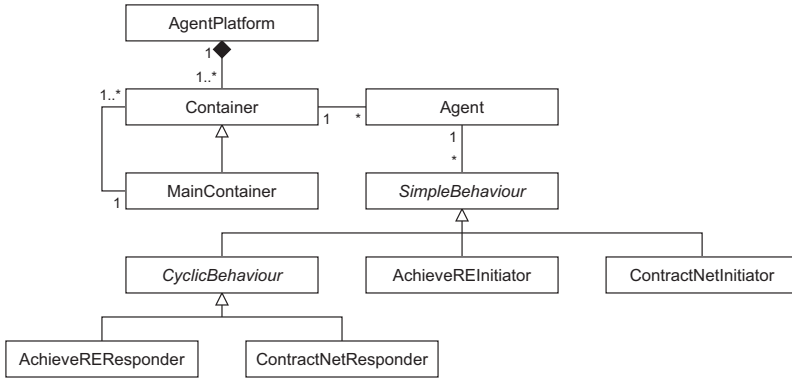 AgentPlatform
1
1..*
1..*
Container
1
*
Agent
1
*
MainContainer
1
SimpleBehaviour
CyclicBehaviour
AchieveREInitiator
ContractNetInitiator
AchieveREResponder
ContractNetResponder